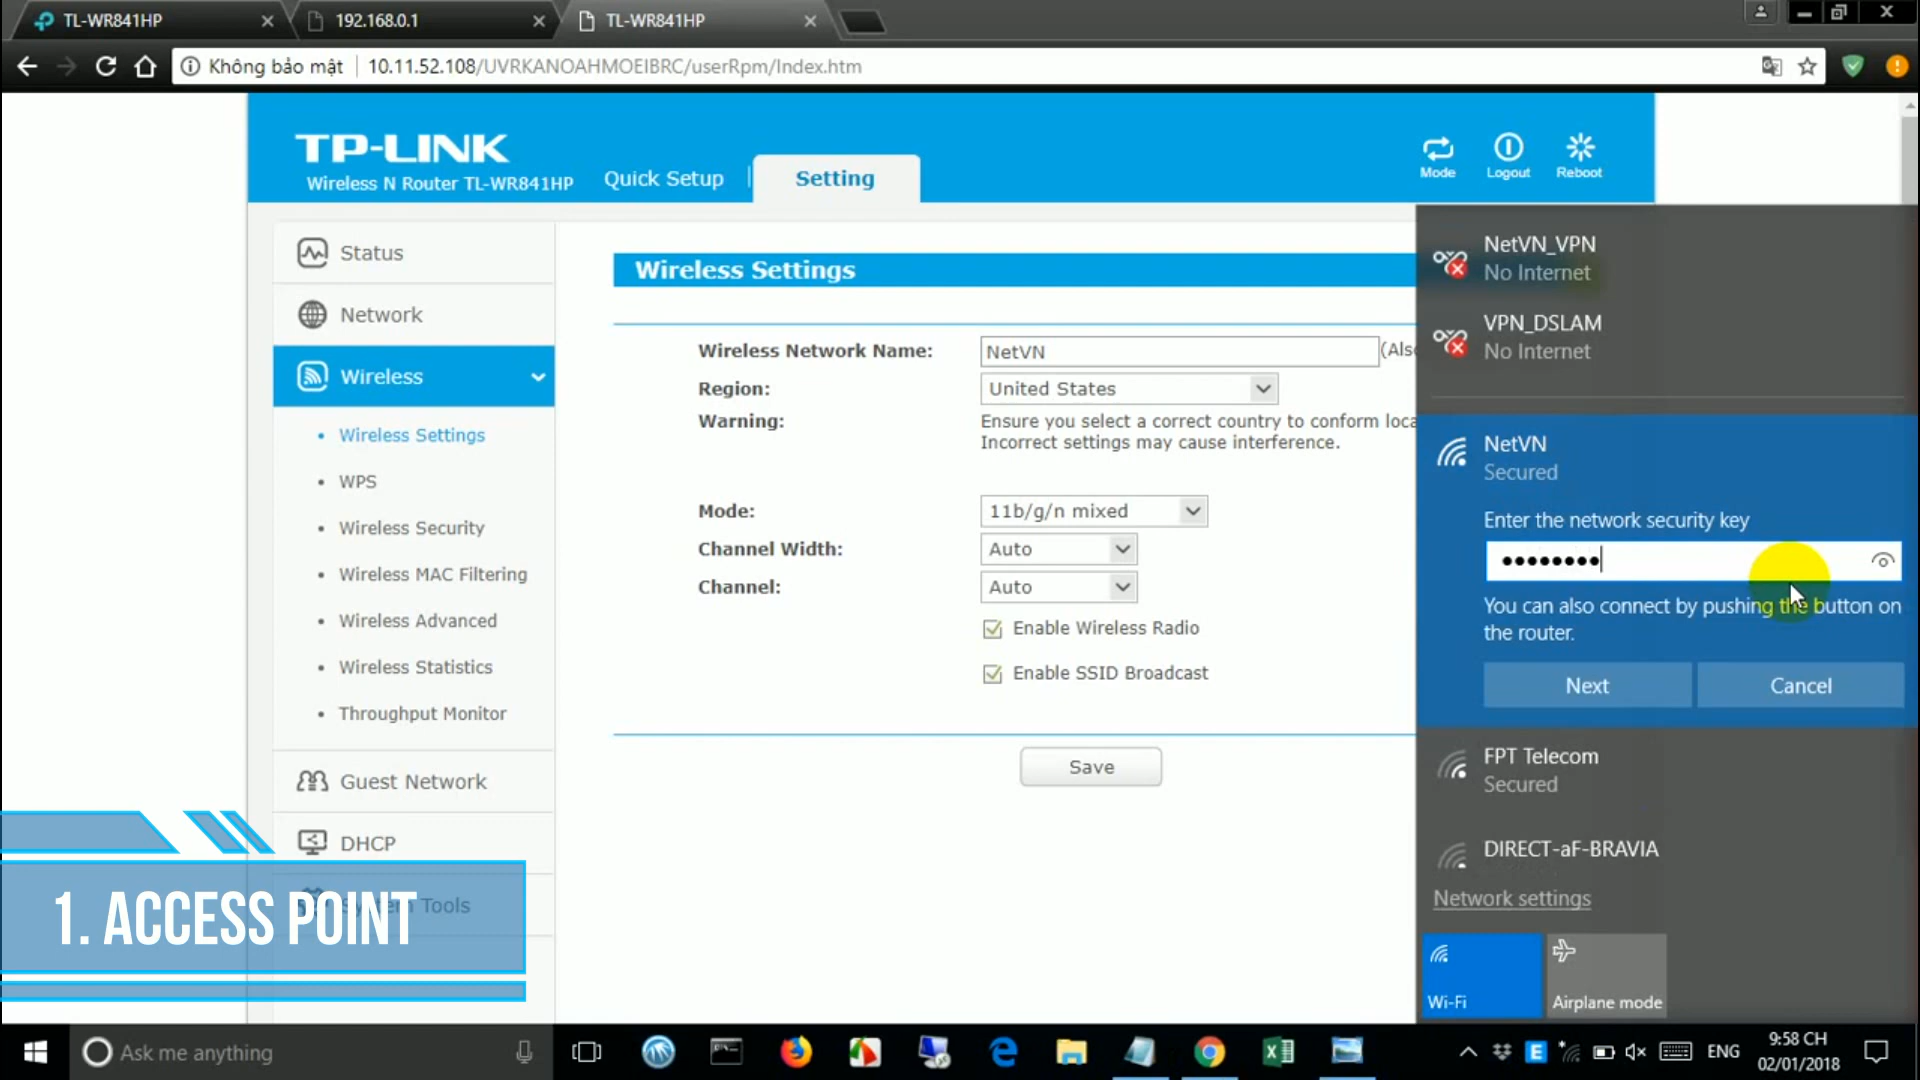 TL-WR841HP
192.168.0.1
TL-WR841HP
Không bảo mật
10.11.52.108/UVRKANOAHMOEIBRC/userRpm/Index.htm
TP-LINK
Wireless N Router TL-WR841HP
Quick Setup
Setting
Mode
Logout
Reboot
Status
Network
Wireless
Wireless Settings
WPS
Wireless Security
Wireless MAC Filtering
Wireless Advanced
Wireless Statistics
Throughput Monitor
Guest Network
DHCP
System Tools
Wireless Settings
Wireless Network Name:
NetVN
(Also
Region:
United States
Warning:
Ensure you select a correct country to conform loca
Incorrect settings may cause interference.
Mode:
11b/g/n mixed
Channel Width:
Auto
Channel:
Auto
Enable Wireless Radio
Enable SSID Broadcast
Save
NetVN_VPN
No Internet
VPN_DSLAM
No Internet
NetVN
Secured
Enter the network security key
••••••••
You can also connect by pushing the button on
the router.
Next
Cancel
FPT Telecom
Secured
DIRECT-aF-BRAVIA
Network settings
Wi-Fi
Airplane mode
1. ACCESS POINT
Ask me anything
ENG
9:58 CH
02/01/2018